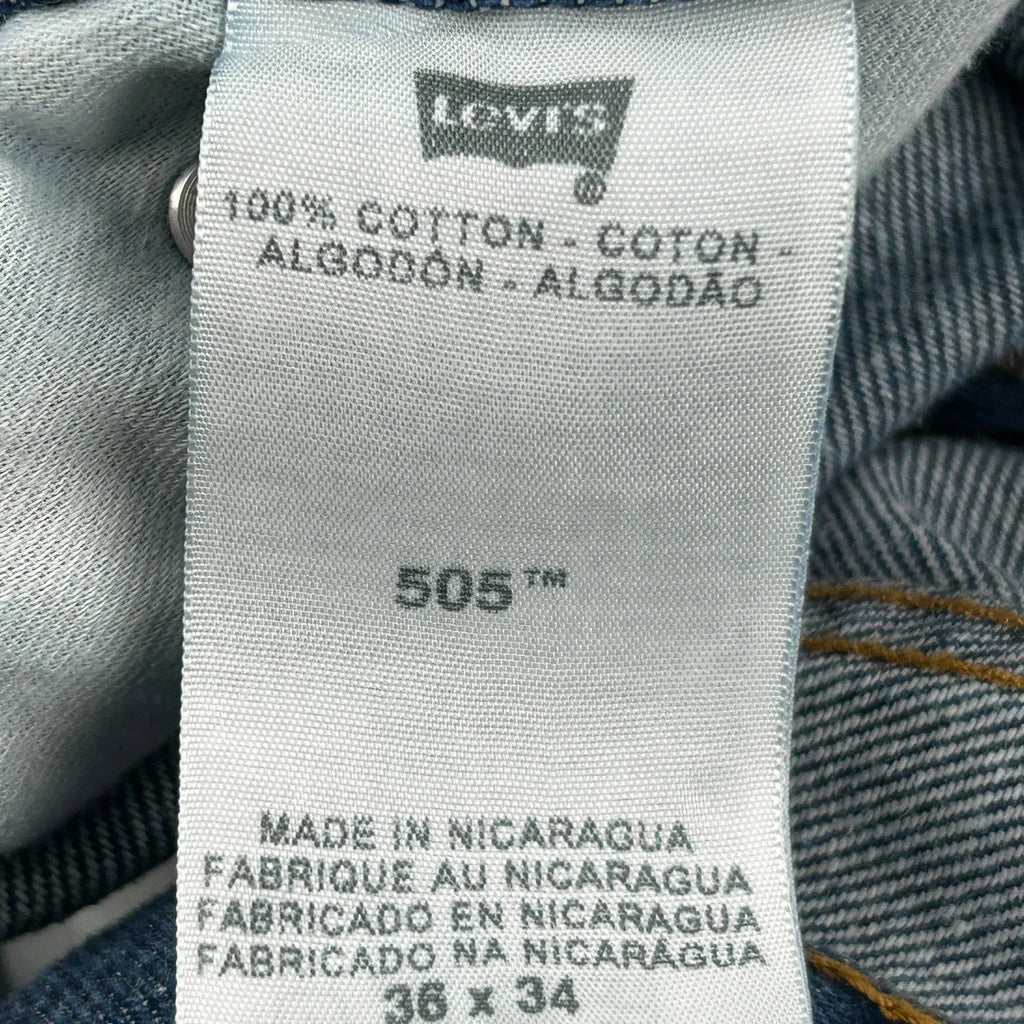 Levi's
®
100% COTTON - COTON -
ALGODÓN - ALGODÃO
505™
MADE IN NICARAGUA
FABRIQUE AU NICARAGUA
FABRICADO EN NICARAGUA
FABRICADO NA NICARÁGUA
36 x 34